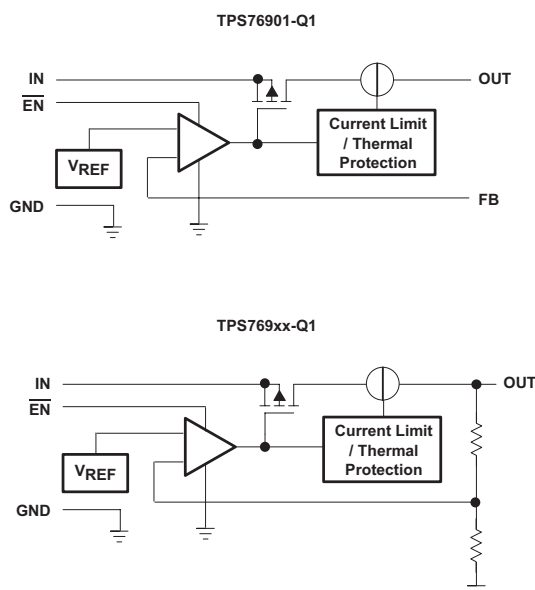 TPS76901-Q1
IN
OUT
EN
Current Limit
/ Thermal
Protection
VREF
GND
FB
TPS769xx-Q1
IN
OUT
EN
Current Limit
/ Thermal
Protection
VREF
GND